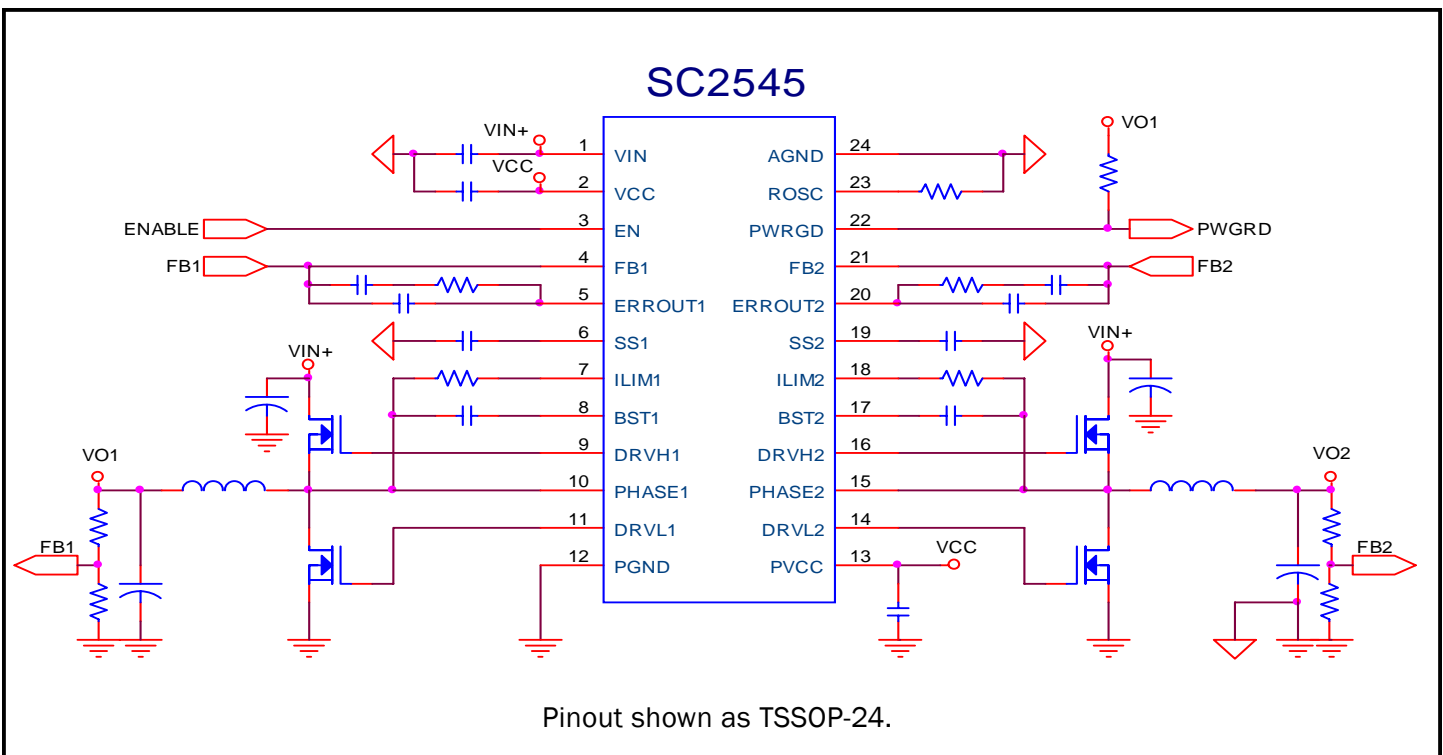 SC2545
VIN+
VCC
ENABLE
FB1
1 VIN
2 VCC
3 EN
4 FB1
5 ERROUT1
6 SS1
7 ILIM1
8 BST1
9 DRVH1
10 PHASE1
11 DRVL1
12 PGND
AGND 24
ROSC 23
PWRGD 22
FB2 21
ERROUT2 20
SS2 19
ILIM2 18
BST2 17
DRVH2 16
PHASE2 15
DRVL2 14
PVCC 13
VO1
PWGRD
FB2
VIN+
VO1
FB1
VIN+
VO2
FB2
VCC
Pinout shown as TSSOP-24.